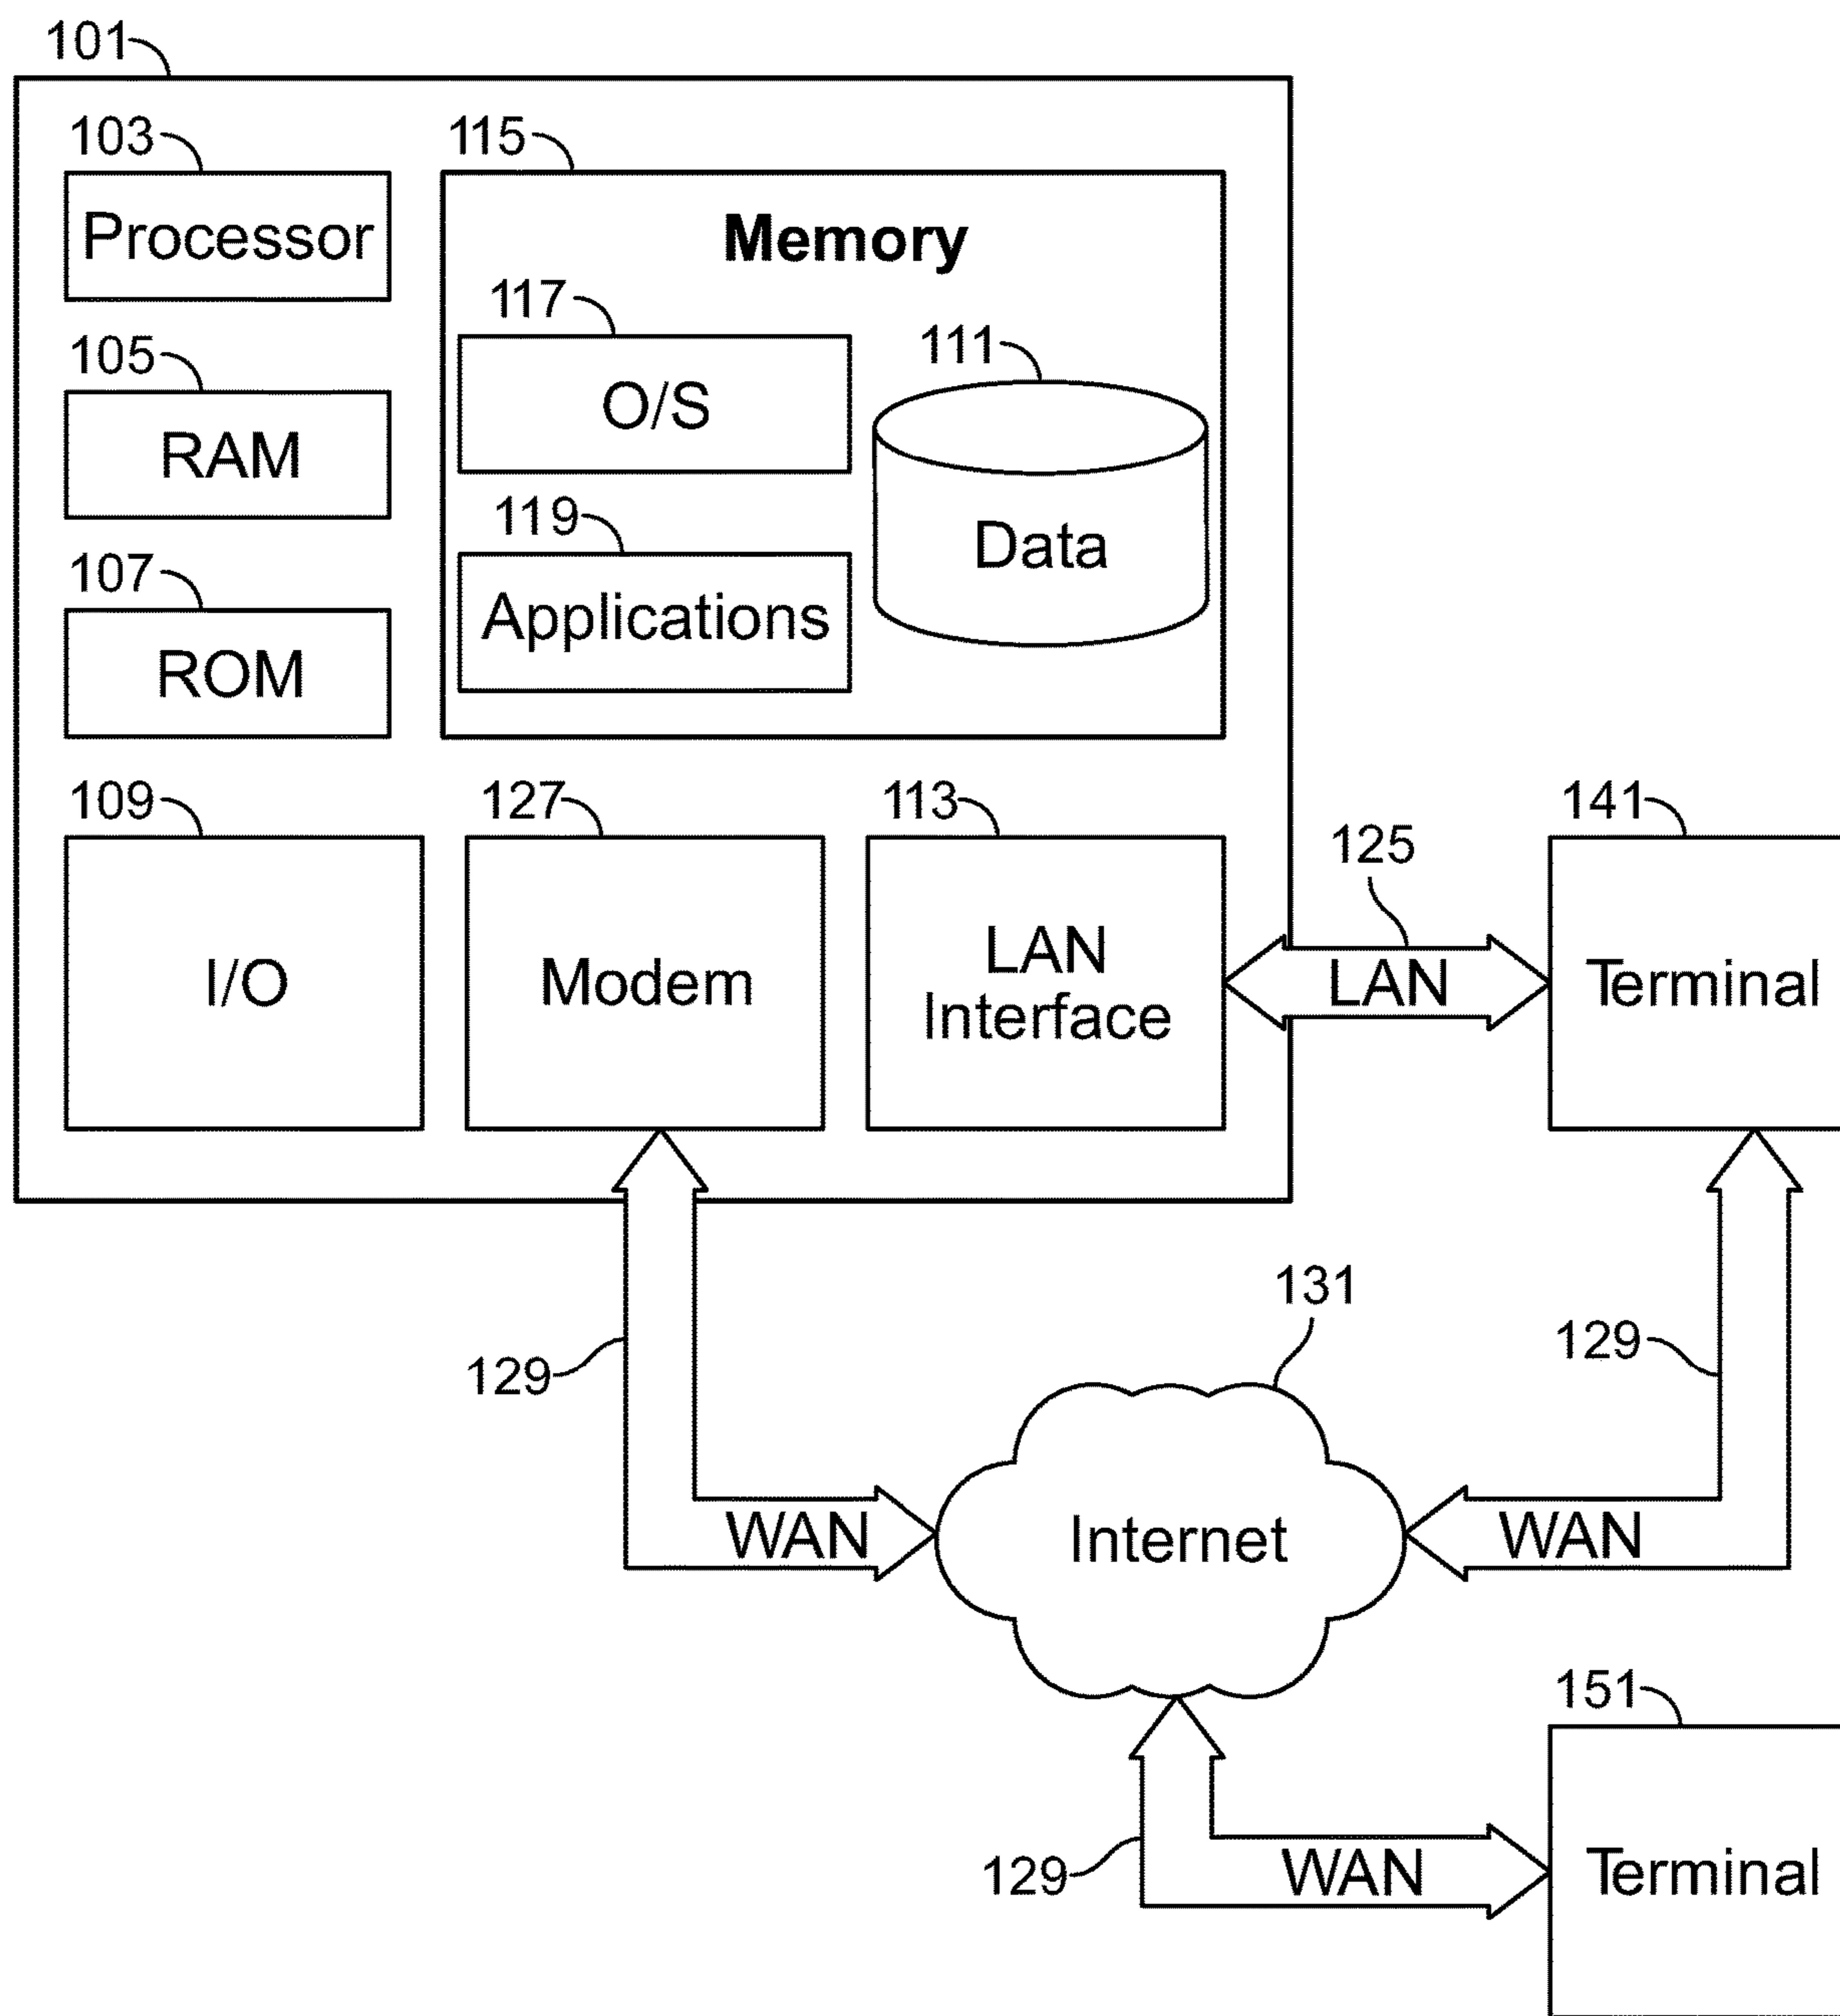 101
103
Processor
115
Memory
117
O/S
111
Data
105
RAM
119
Applications
107
ROM
109
I/O
127
Modem
113
LAN
Interface
125
LAN
141
Terminal
129
WAN
131
Internet
129
WAN
129
WAN
151
Terminal